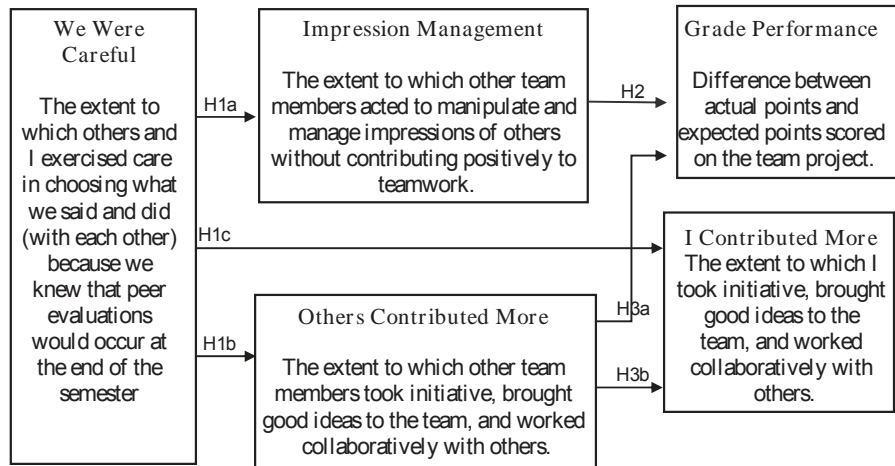 We Were
Careful
The extent to
which others and
I exercised care
in choosing what
we said and did
(with each other)
because we
knew that peer
evaluations
would occur at
the end of the
semester
H1a
H1c
H1b
Impression Management
The extent to which other team
members acted to manipulate and
manage impressions of others
without contributing positively to
teamwork.
H2
Others Contributed More
The extent to which other team
members took initiative, brought
good ideas to the team, and worked
collaboratively with others.
H3a
H3b
Grade Performance
Difference between
actual points and
expected points scored
on the team project.
I Contributed More
The extent to which I
took initiative, brought
good ideas to the
team, and worked
collaboratively with
others.